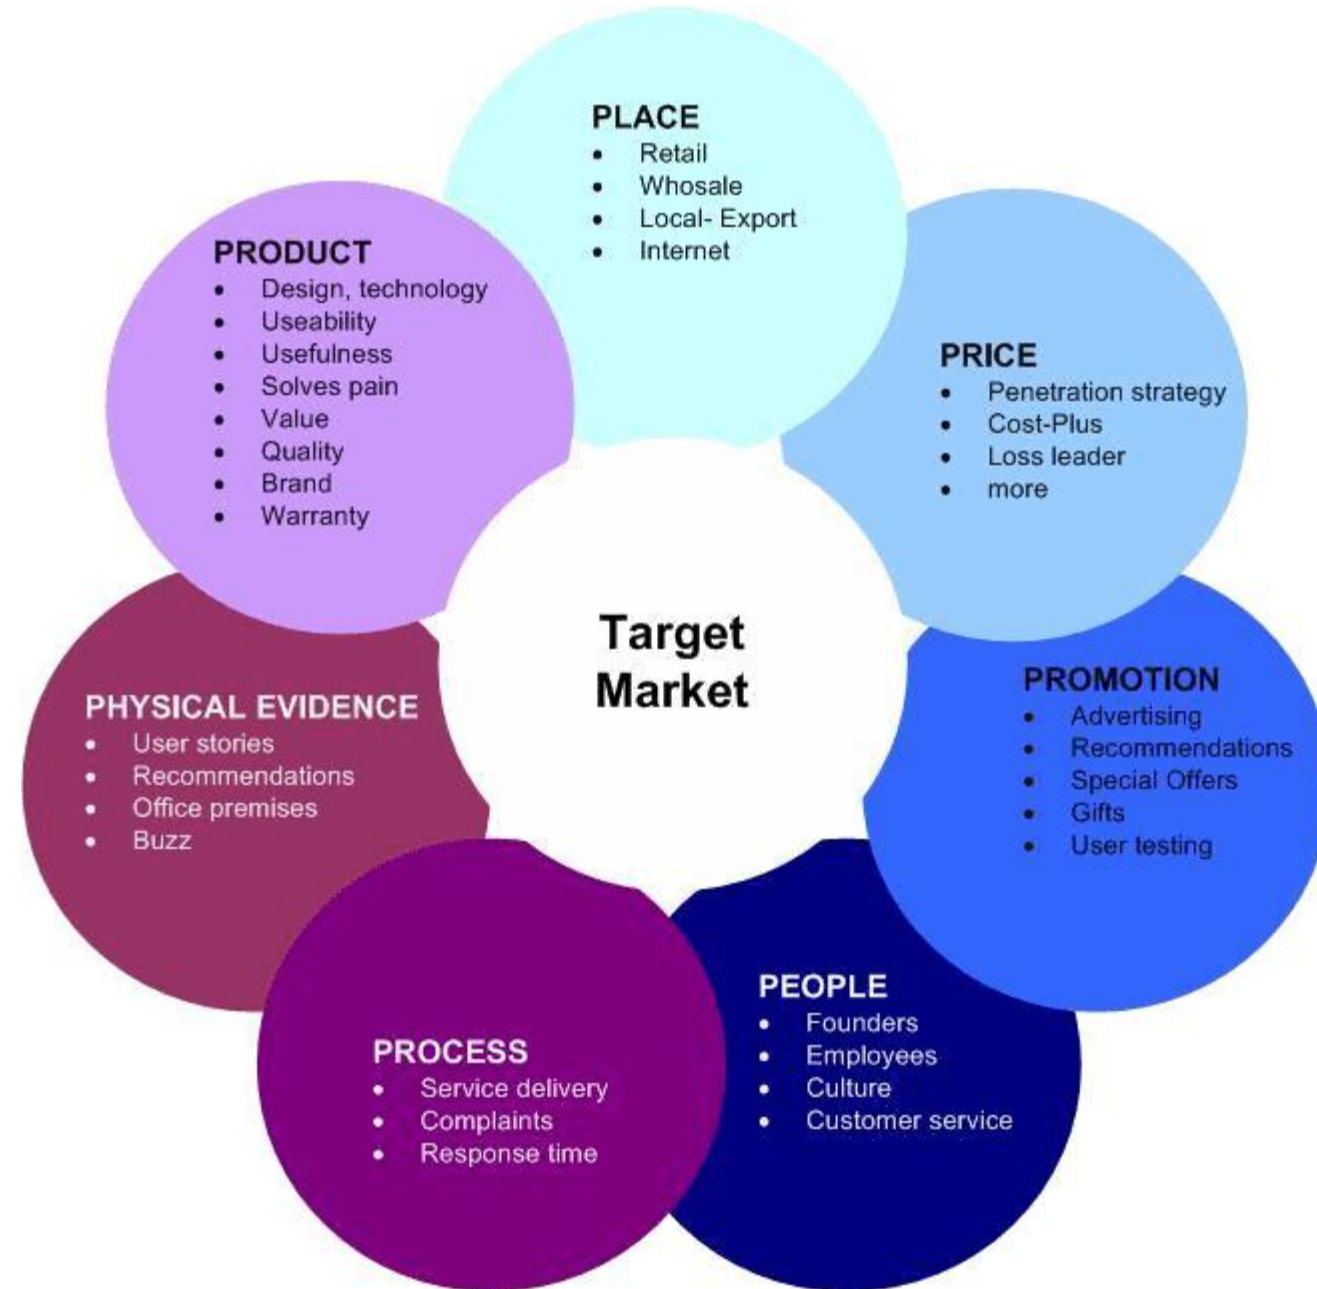 PLACE
• Retail
• Whosale
• Local- Export
• Internet
PRODUCT
• Design, technology
• Useability
• Usefulness
• Solves pain
• Value
• Quality
• Brand
• Warranty
PRICE
• Penetration strategy
• Cost-Plus
• Loss leader
• more
Target
Market
PROMOTION
• Advertising
• Recommendations
• Special Offers
• Gifts
• User testing
PHYSICAL EVIDENCE
• User stories
• Recommendations
• Office premises
• Buzz
PEOPLE
• Founders
• Employees
• Culture
• Customer service
PROCESS
• Service delivery
• Complaints
• Response time